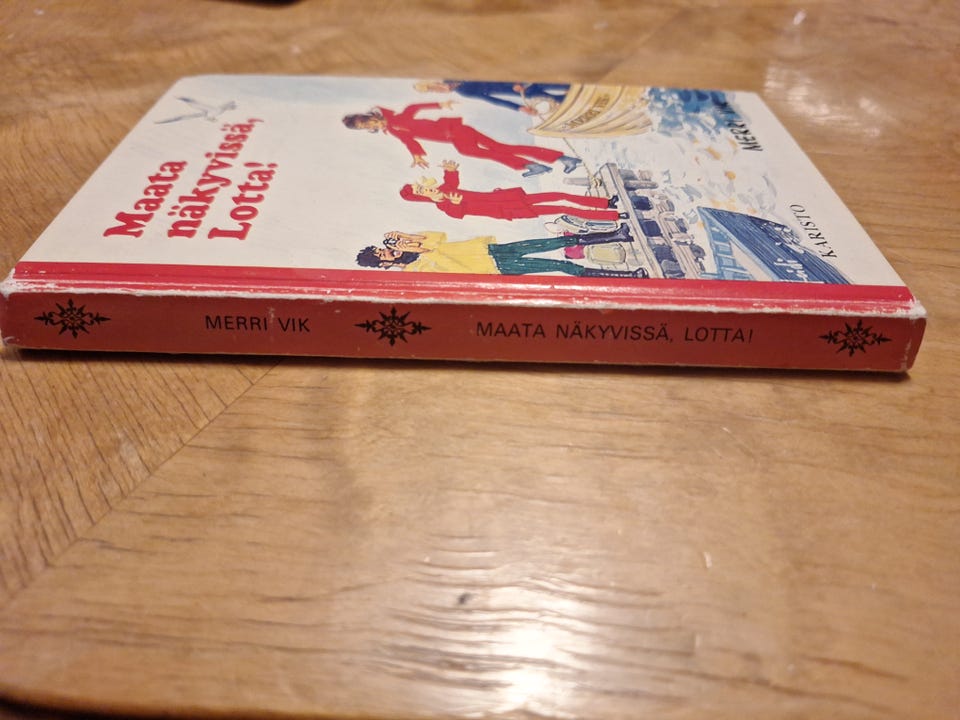 Maata
näkyvissä,
Lotta!
MERRI VIK
KARISTO
MERRI VIK
MAATA NÄKYVISSÄ, LOTTA!